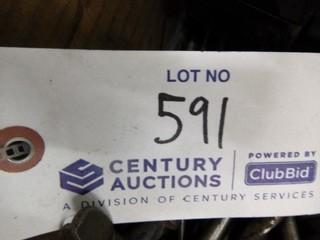 LOT NO
591
CENTURY
AUCTIONS
POWERED BY
ClubBid
A DIVISION OF CENTURY SERVICES